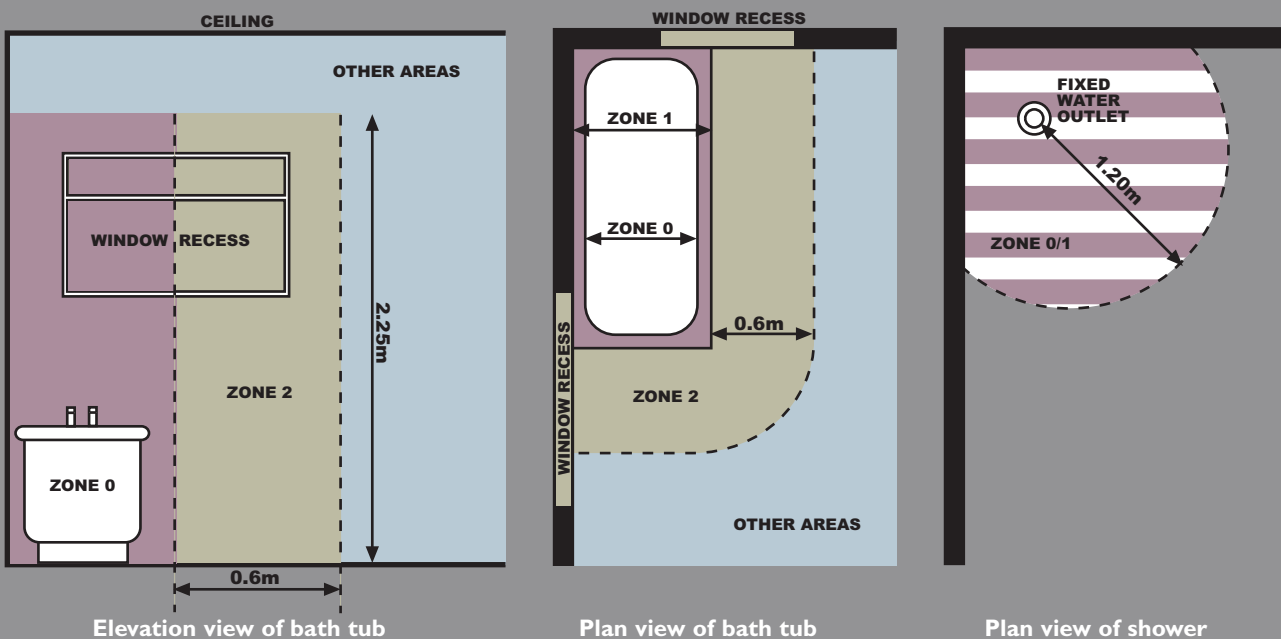 CEILING
OTHER AREAS
WINDOW RECESS
2.25m
ZONE 2
ZONE 0
0.6m
Elevation view of bath tub
WINDOW RECESS
ZONE 1
ZONE 0
0.6m
WINDOW RECESS
ZONE 2
OTHER AREAS
Plan view of bath tub
FIXED
WATER
OUTLET
1.20m
ZONE 0/1
Plan view of shower